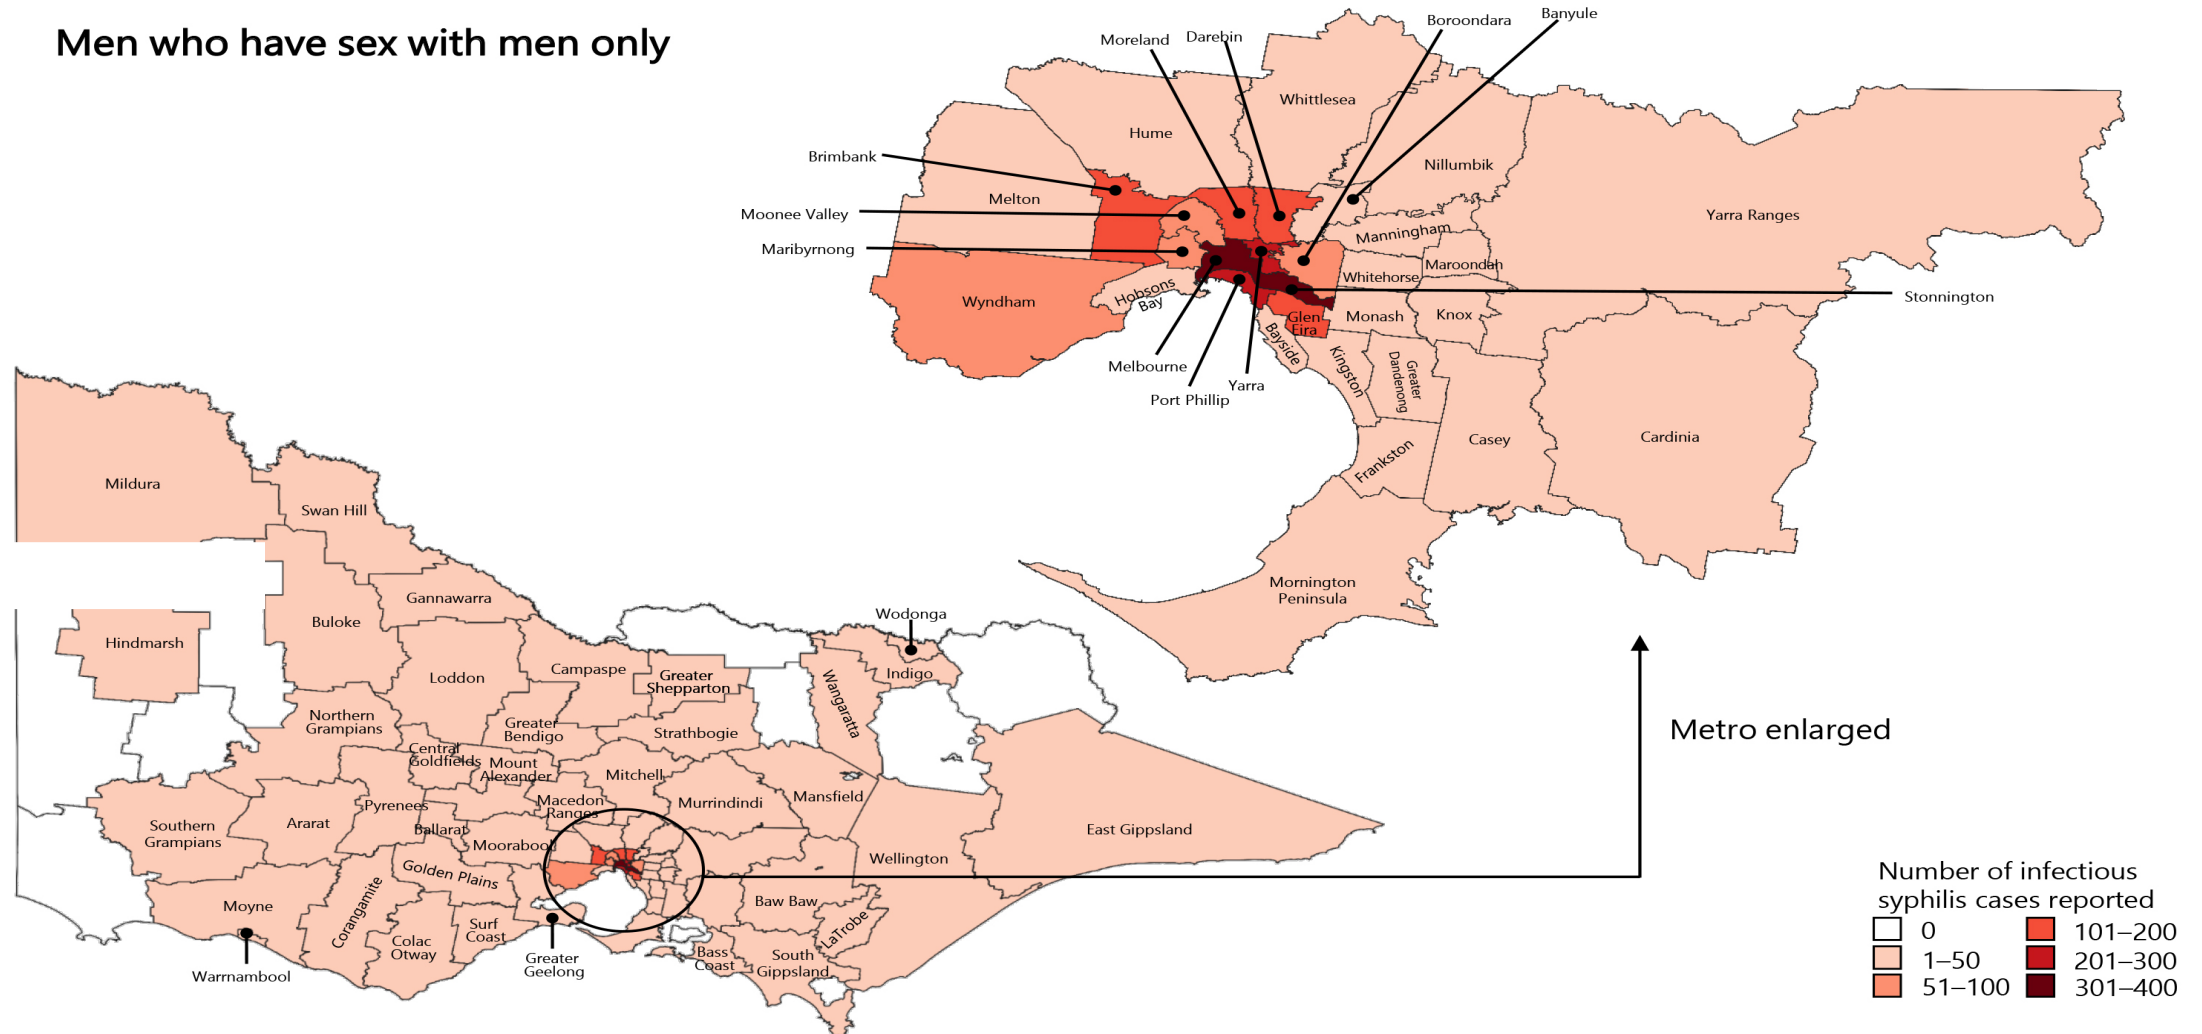 Men who have sex with men only
Banyule
Boroondara
Moreland
Darebin
Whittlesea
Hume
Brimbank
Nillumbik
Melton
Moonee Valley
Yarra Ranges
Manningham
Maribyrnong
Maroondah
Whitehorse
Hobsons
Bay
Wyndham
Stonnington
Glen
Eira
Monash
Knox
Bayside
Kingston
Greater
Dandenong
Melbourne
Yarra
Port Phillip
Casey
Cardinia
Frankston
Mornington
Peninsula
Mildura
Swan Hill
Gannawarra
Buloke
Hindmarsh
Wodonga
Campaspe
Greater
Shepparton
Indigo
Loddon
Wangaratta
Northern
Grampians
Greater
Bendigo
Strathbogie
Metro enlarged
Central
Goldfields
Mount
Alexander
Mitchell
Macedon
Ranges
Murrindindi
Mansfield
Pyrenees
Ararat
Southern
Grampians
Ballarat
Moorabool
East Gippsland
Wellington
Golden Plains
Corangamite
Moyne
Baw Baw
LaTrobe
Surf
Coast
Colac
Otway
Bass
Coast
South
Gippsland
Greater
Geelong
Warrnambool
Number of infectious
syphilis cases reported
0
1–50
51–100
101–200
201–300
301–400